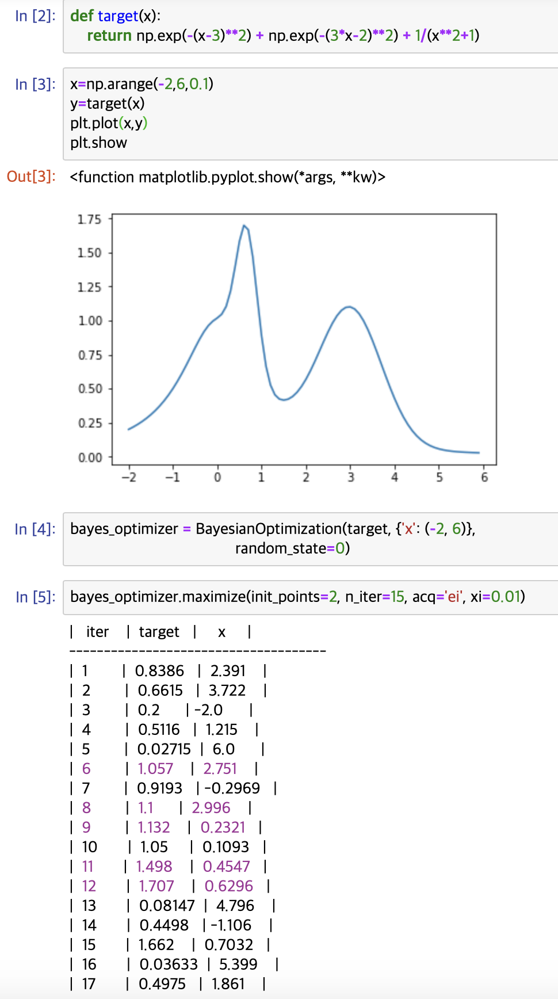 In [2]: def target(x):
return np.exp(-(x-3)**2) + np.exp(-(3*x-2)**2) + 1/(x**2+1)
In [3]: x=np.arange(-2,6,0.1)
y=target(x)
plt.plot(x,y)
plt.show
Out[3]: <function matplotlib.pyplot.show(*args, **kw)>
1.75
1.50
1.25
1.00
0.75
0.50
0.25
0.00
−2 −1 0 1 2 3 4 5 6
In [4]: bayes_optimizer = BayesianOptimization(target, {'x': (-2, 6)},
random_state=0)
In [5]: bayes_optimizer.maximize(init_points=2, n_iter=15, acq='ei', xi=0.01)
| iter | target | x |
-------------------------------------
| 1 | 0.8386 | 2.391 |
| 2 | 0.6615 | 3.722 |
| 3 | 0.2 | -2.0 |
| 4 | 0.5116 | 1.215 |
| 5 | 0.02715 | 6.0 |
| 6 | 1.057 | 2.751 |
| 7 | 0.9193 | -0.2969 |
| 8 | 1.1 | 2.996 |
| 9 | 1.132 | 0.2321 |
| 10 | 1.05 | 0.1093 |
| 11 | 1.498 | 0.4547 |
| 12 | 1.707 | 0.6296 |
| 13 | 0.08147 | 4.796 |
| 14 | 0.4498 | -1.106 |
| 15 | 1.662 | 0.7032 |
| 16 | 0.03633 | 5.399 |
| 17 | 0.4975 | 1.861 |